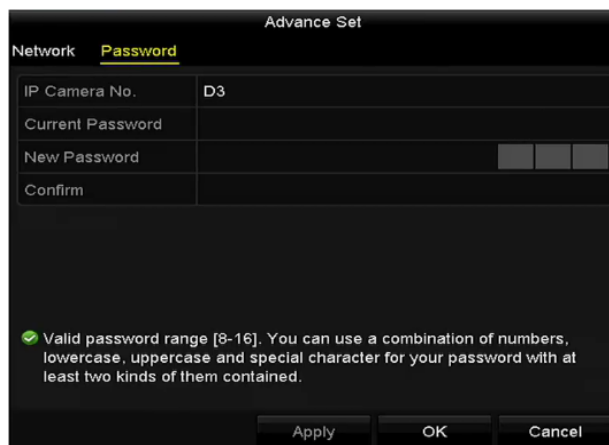 Advance Set
Network Password
IP Camera No. D3
Current Password
New Password
Confirm
Valid password range [8-16]. You can use a combination of numbers,
lowercase, uppercase and special character for your password with at
least two kinds of them contained.
Apply OK Cancel